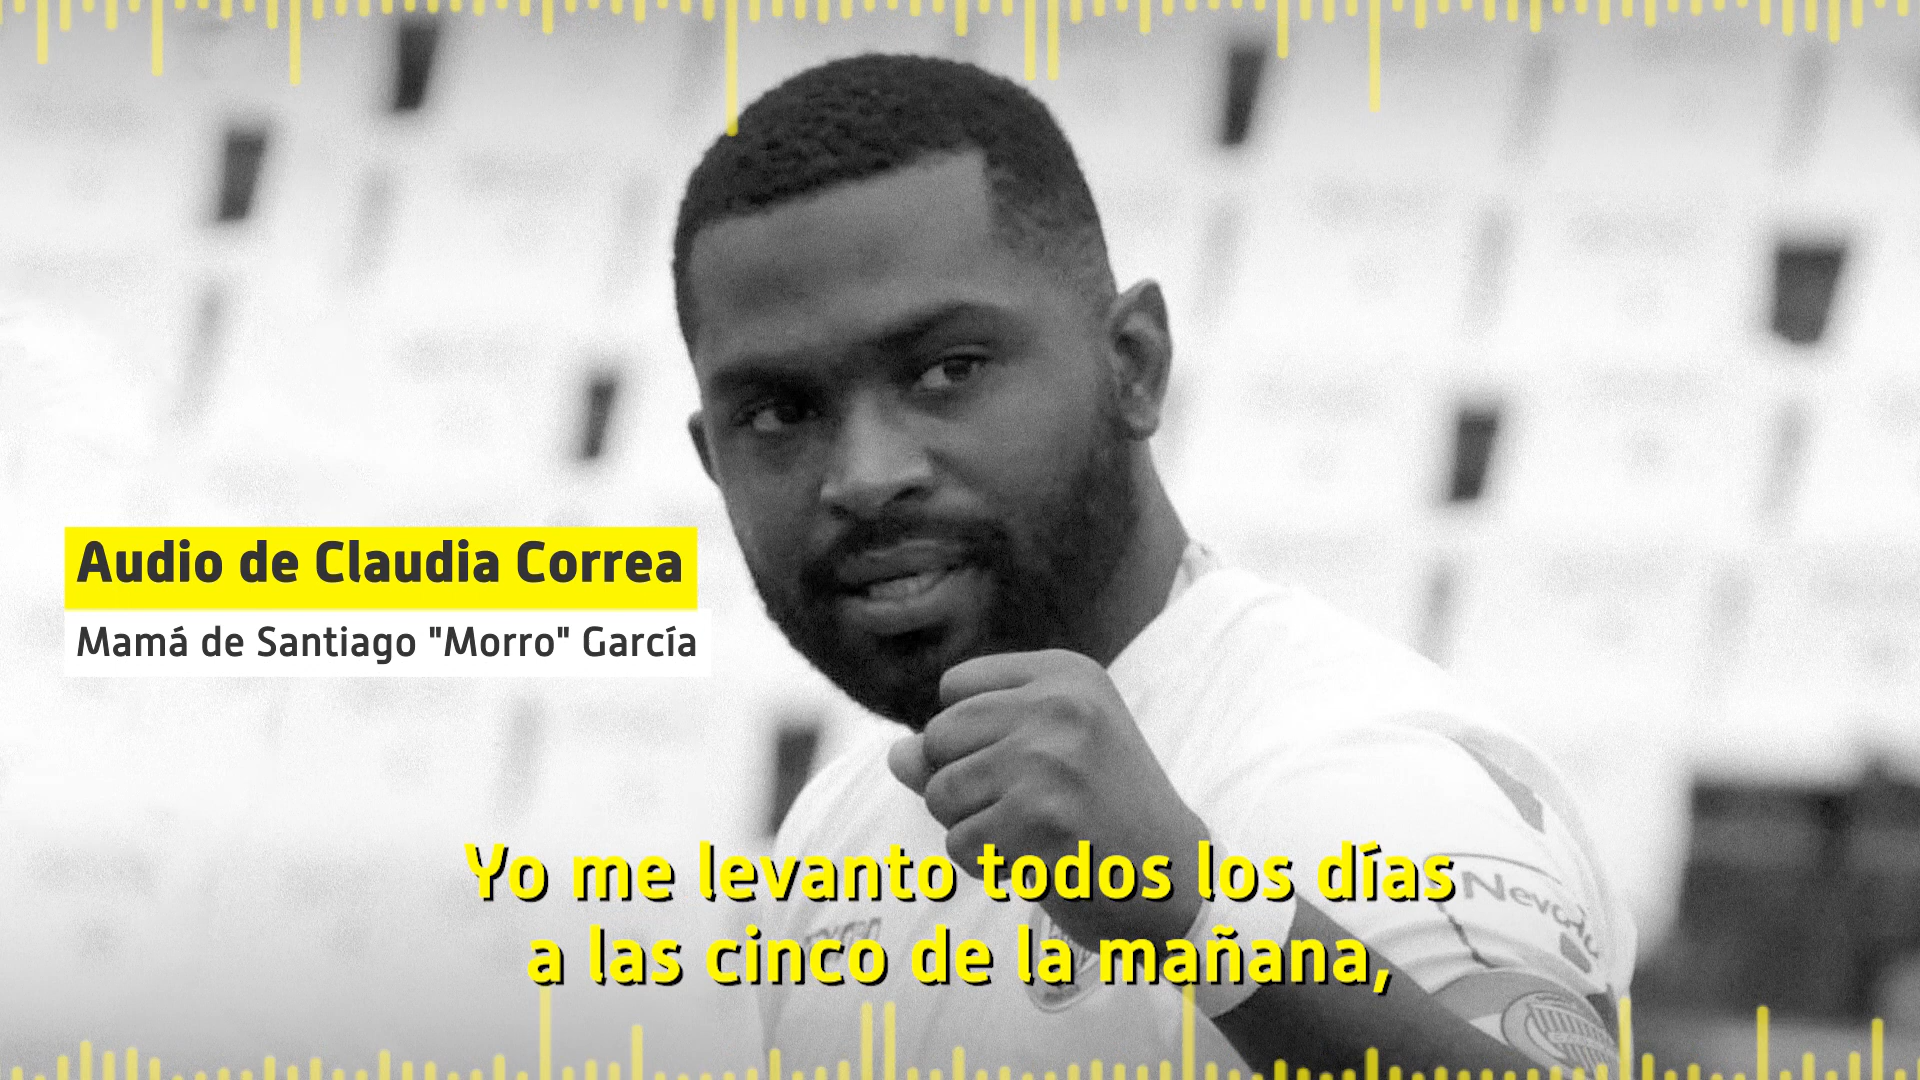 Audio de Claudia Correa
Mamá de Santiago "Morro" García
Yo me levanto todos los días
a las cinco de la mañana,